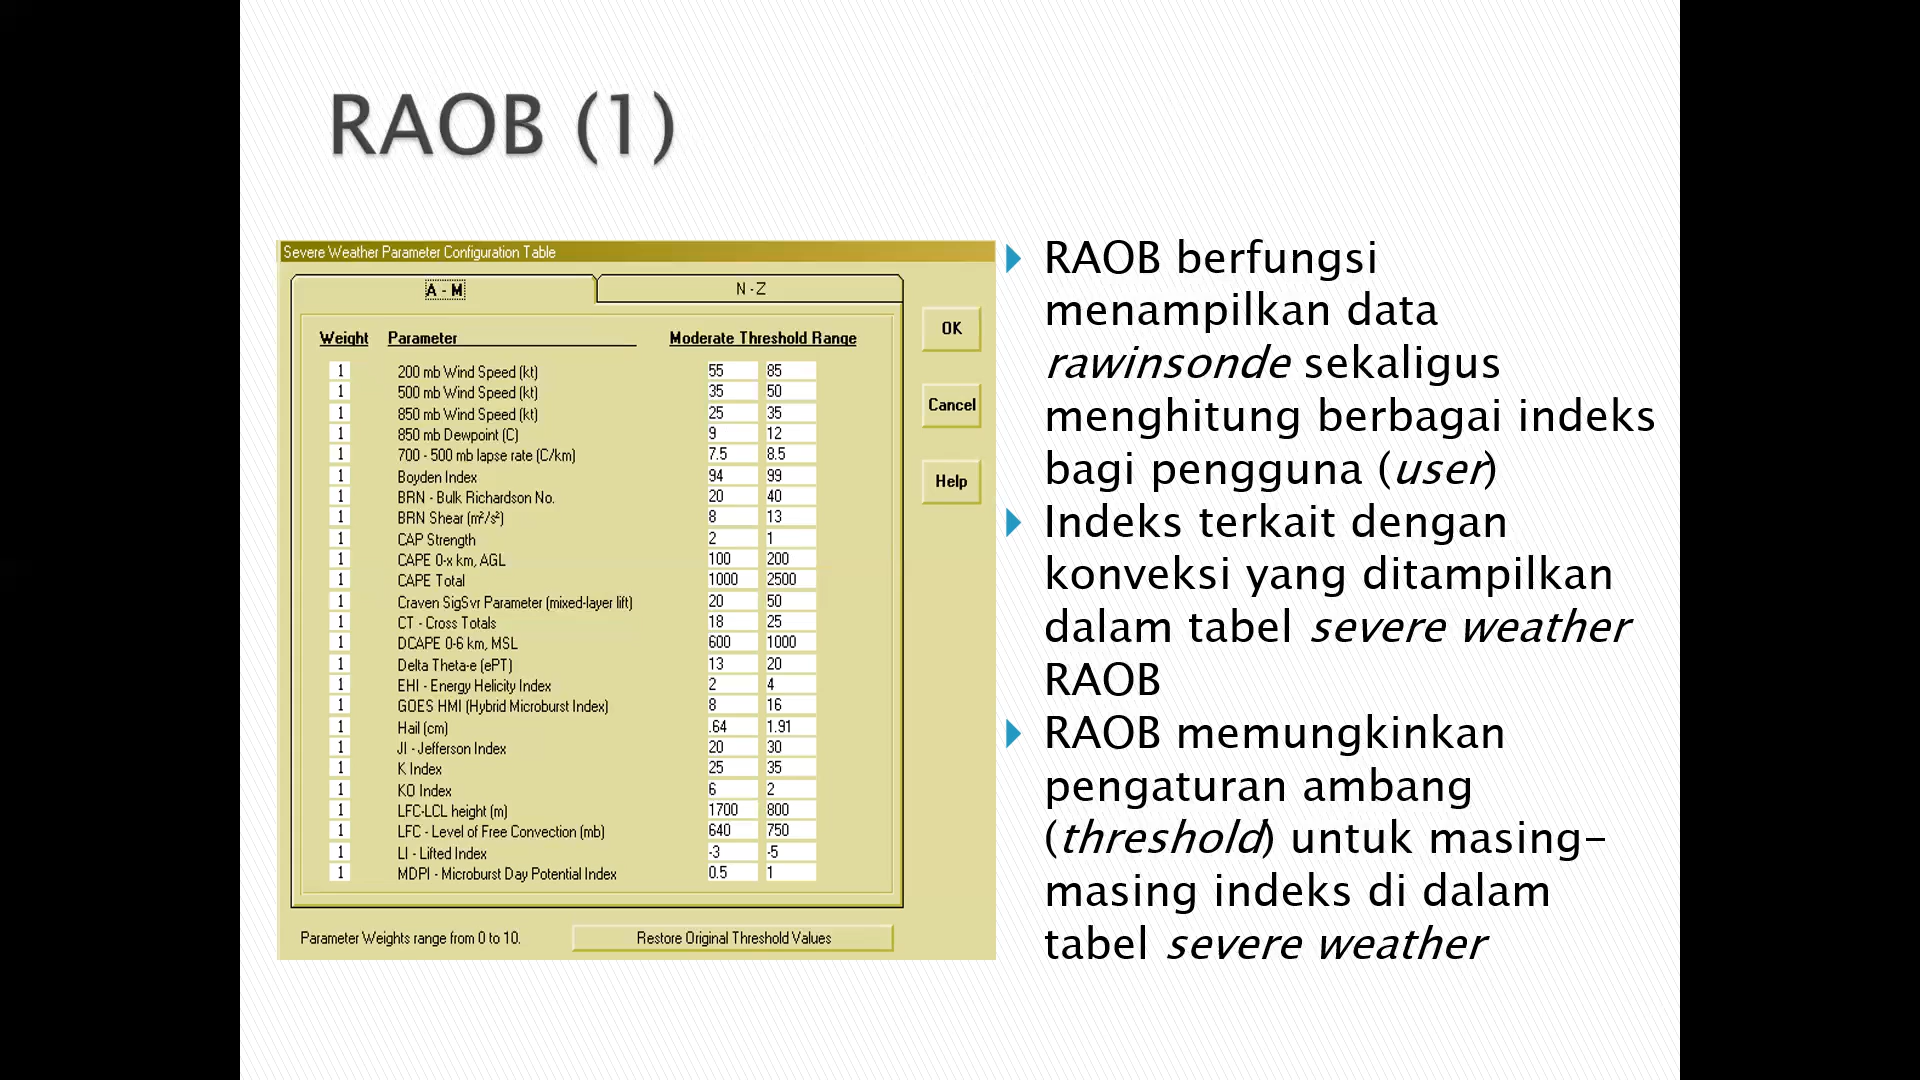 RAOB (1)
Severe Weather Parameter Configuration Table
A - M
N - Z
Weight Parameter Moderate Threshold Range
1 200 mb Wind Speed (kt) 55 85
1 500 mb Wind Speed (kt) 35 50
1 850 mb Wind Speed (kt) 25 35
1 850 mb Dewpoint (C) 9 12
1 700 - 500 mb lapse rate (C/km) 7.5 8.5
1 Boyden Index 94 99
1 BRN - Bulk Richardson No. 20 40
1 BRN Shear (m²/s²) 8 13
1 CAP Strength 2 1
1 CAPE 0-x km, AGL 100 200
1 CAPE Total 1000 2500
1 Craven SigSvr Parameter (mixed-layer lift) 20 50
1 CT - Cross Totals 18 25
1 DCAPE 0-6 km, MSL 600 1000
1 Delta Theta-e (ePT) 13 20
1 EHI - Energy Helicity Index 2 4
1 GOES HMI (Hybrid Microburst Index) 8 16
1 Hail (cm) .64 1.91
1 JI - Jefferson Index 20 30
1 K Index 25 35
1 KO Index 6 2
1 LFC-LCL height (m) 1700 800
1 LFC - Level of Free Convection (mb) 640 750
1 LI - Lifted Index -3 -5
1 MDPI - Microburst Day Potential Index 0.5 1
Parameter Weights range from 0 to 10.
Restore Original Threshold Values
OK
Cancel
Help
RAOB berfungsi
menampilkan data
rawinsonde sekaligus
menghitung berbagai indeks
bagi pengguna (user)
Indeks terkait dengan
konveksi yang ditampilkan
dalam tabel severe weather
RAOB
RAOB memungkinkan
pengaturan ambang
(threshold) untuk masing-
masing indeks di dalam
tabel severe weather